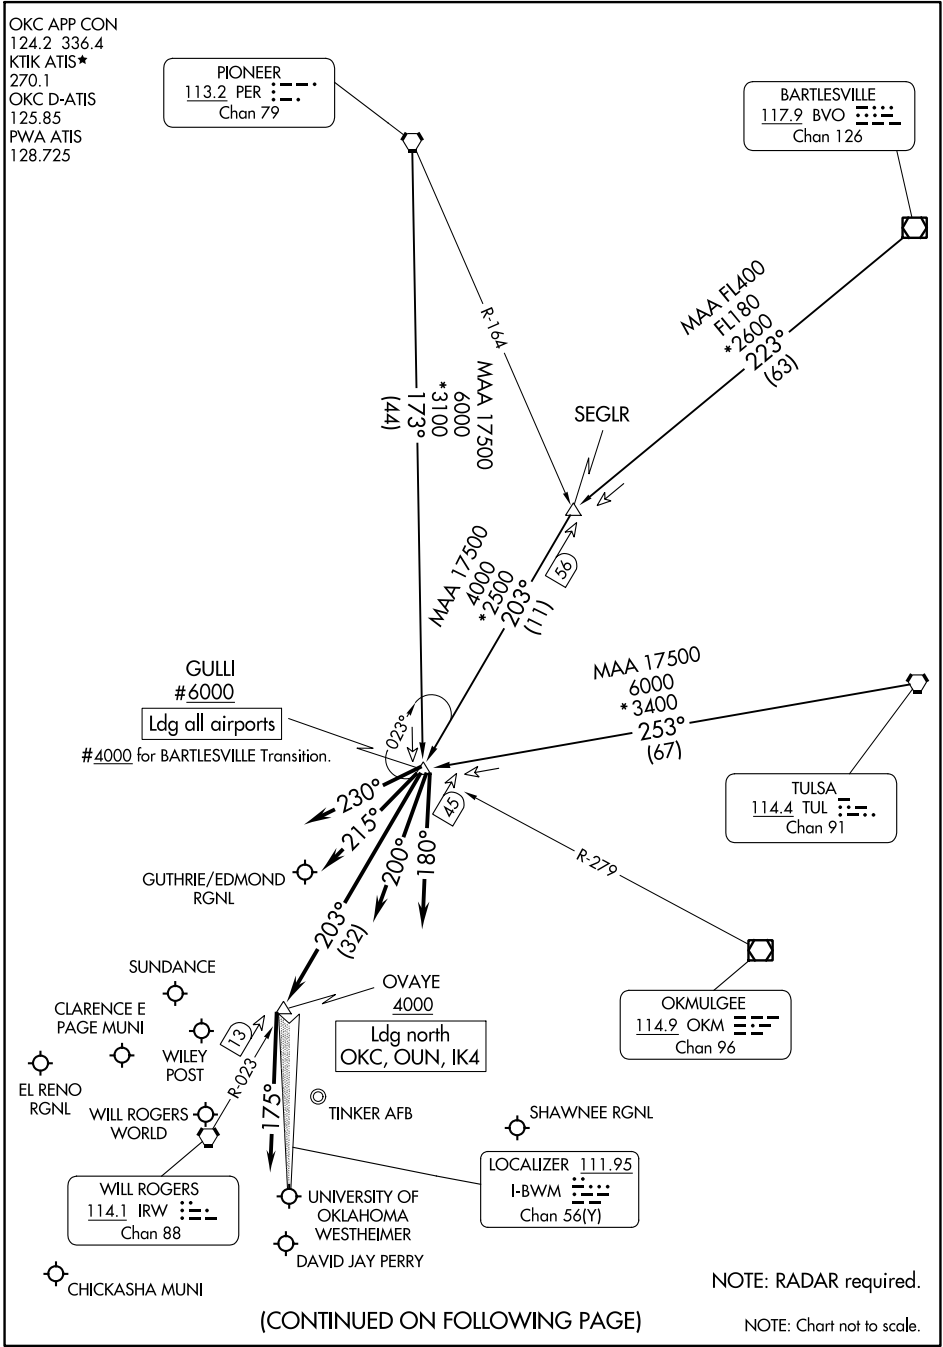 OKC APP CON
124.2 336.4
KTIK ATIS★
270.1
OKC D-ATIS
125.85
PWA ATIS
128.725
PIONEER
113.2 PER
Chan 79
BARTLESVILLE
117.9 BVO
Chan 126
MAA FL400
FL180
*2600
223°
(63)
R-164
MAA 17500
6000
*3100
173°
(44)
SEGLR
56
MAA 17500
4000
*2500
203°
(11)
GULLI
#6000
Ldg all airports
#4000 for BARTLESVILLE Transition.
023°
MAA 17500
6000
*3400
253°
(67)
TULSA
114.4 TUL
Chan 91
45
R-279
230°
215°
200°
180°
203°
(32)
GUTHRIE/EDMOND
RGNL
OKMULGEE
114.9 OKM
Chan 96
SUNDANCE
CLARENCE E
PAGE MUNI
WILEY
POST
EL RENO
RGNL
WILL ROGERS
WORLD
13
R-023
OVAYE
4000
Ldg north
OKC, OUN, IK4
175°
TINKER AFB
SHAWNEE RGNL
WILL ROGERS
114.1 IRW
Chan 88
LOCALIZER 111.95
I-BWM
Chan 56(Y)
UNIVERSITY OF
OKLAHOMA
WESTHEIMER
DAVID JAY PERRY
CHICKASHA MUNI
NOTE: RADAR required.
(CONTINUED ON FOLLOWING PAGE)
NOTE: Chart not to scale.